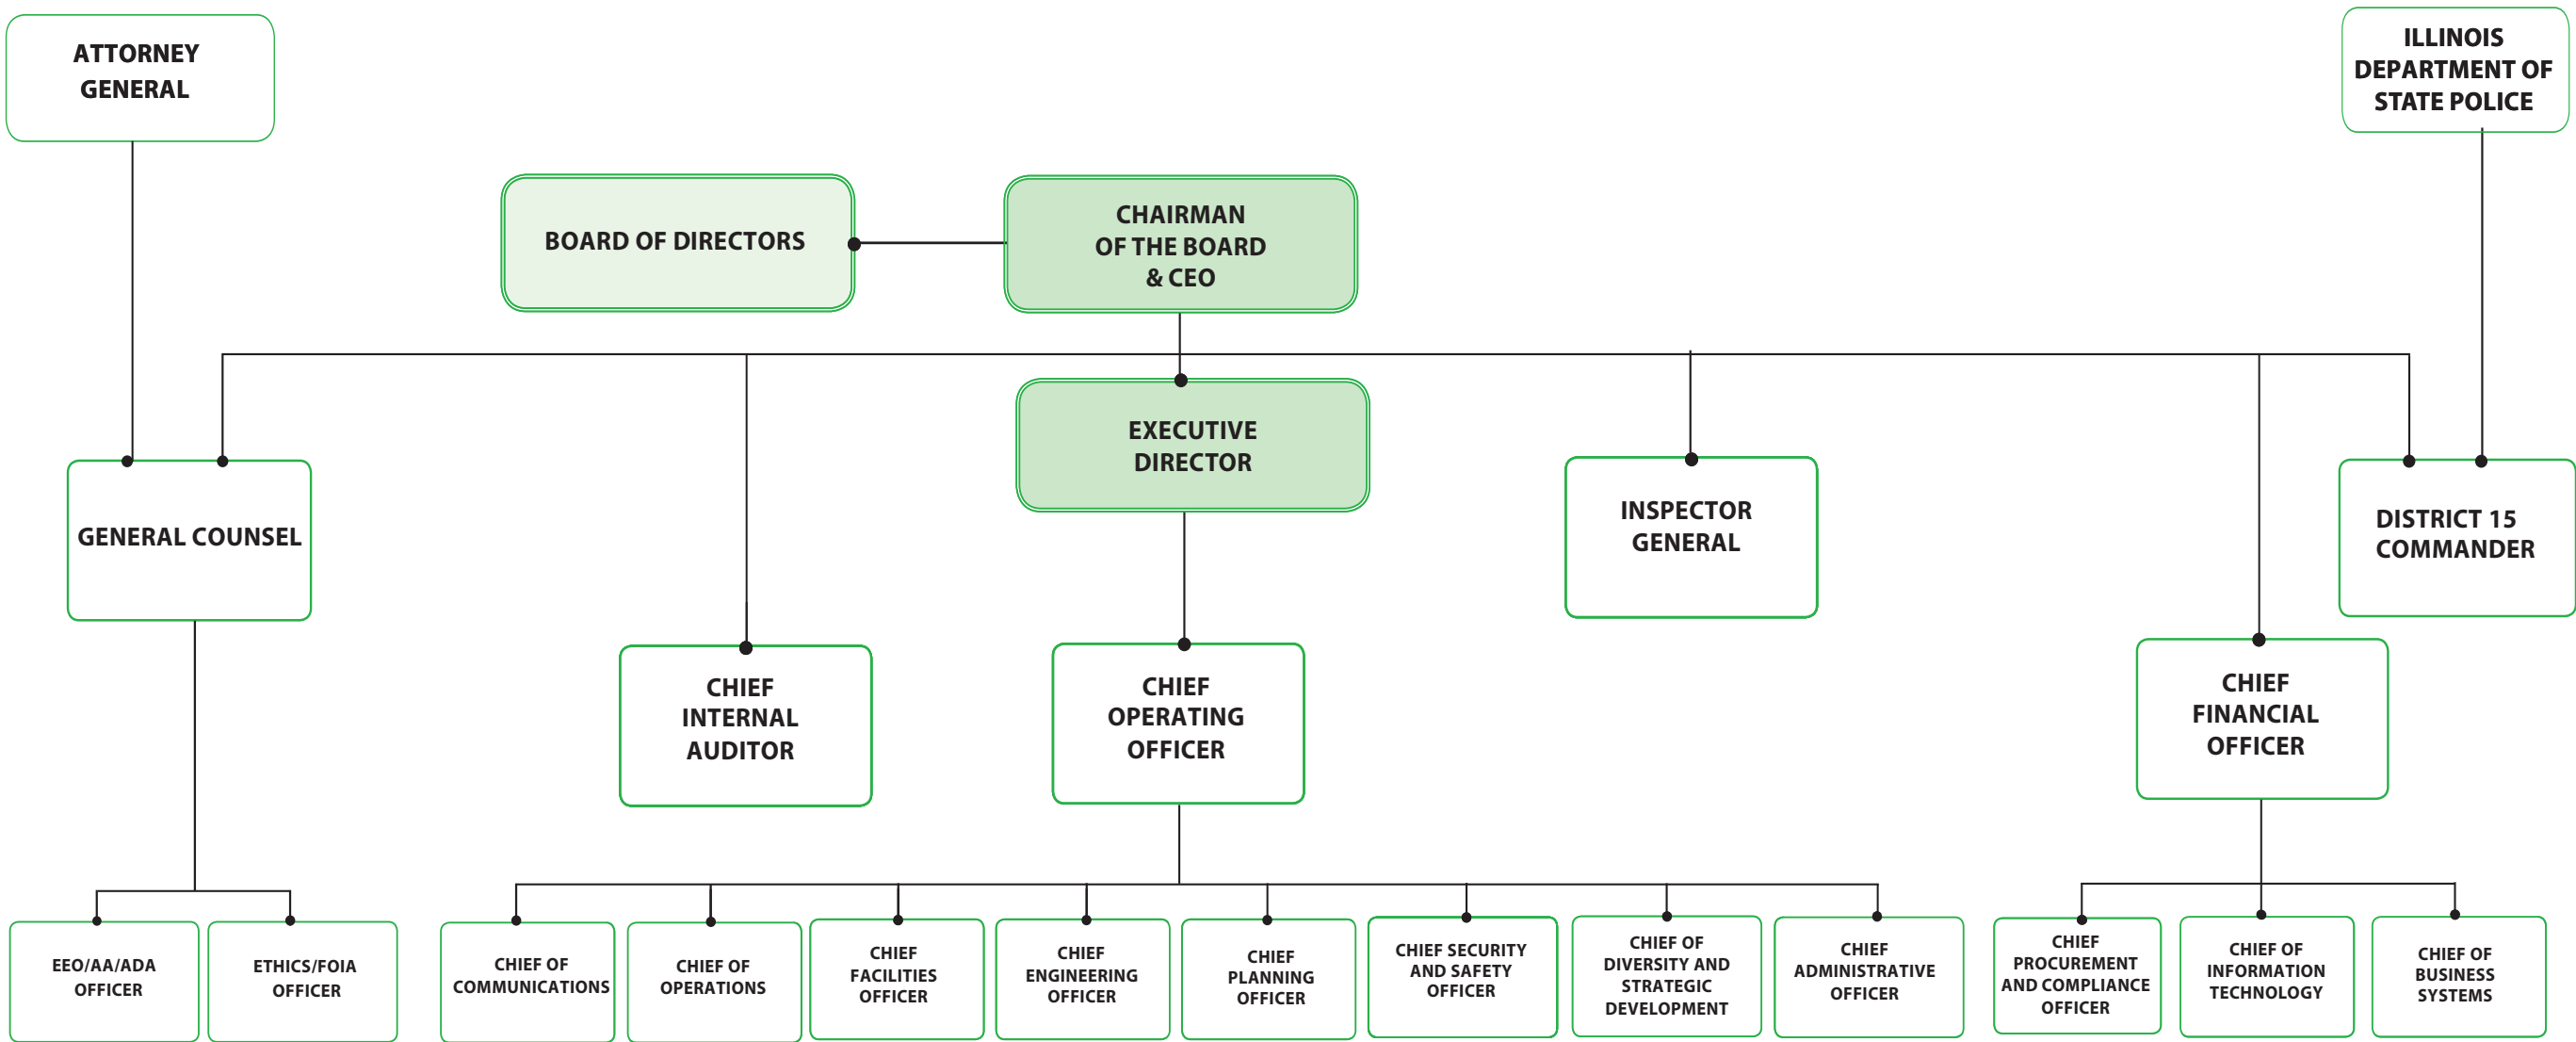 ATTORNEY
GENERAL
ILLINOIS
DEPARTMENT OF
STATE POLICE
BOARD OF DIRECTORS
CHAIRMAN
OF THE BOARD
& CEO
EXECUTIVE
DIRECTOR
GENERAL COUNSEL
INSPECTOR
GENERAL
DISTRICT 15
COMMANDER
CHIEF
INTERNAL
AUDITOR
CHIEF
OPERATING
OFFICER
CHIEF
FINANCIAL
OFFICER
EEO/AA/ADA
OFFICER
ETHICS/FOIA
OFFICER
CHIEF OF
COMMUNICATIONS
CHIEF OF
OPERATIONS
CHIEF
FACILITIES
OFFICER
CHIEF
ENGINEERING
OFFICER
CHIEF
PLANNING
OFFICER
CHIEF SECURITY
AND SAFETY
OFFICER
CHIEF OF
DIVERSITY AND
STRATEGIC
DEVELOPMENT
CHIEF
ADMINISTRATIVE
OFFICER
CHIEF
PROCUREMENT
AND COMPLIANCE
OFFICER
CHIEF OF
INFORMATION
TECHNOLOGY
CHIEF OF
BUSINESS
SYSTEMS